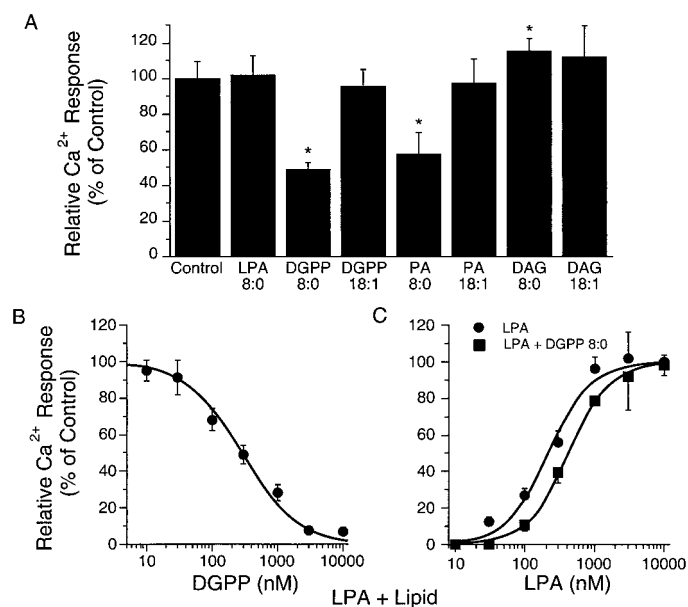 A
Relative Ca2+ Response
(% of Control)
120
100
80
60
40
20
0
*
*
*
Control
LPA
8:0
DGPP
8:0
DGPP
18:1
PA
8:0
PA
18:1
DAG
8:0
DAG
18:1
B
Relative Ca2+ Response
(% of Control)
120
100
80
60
40
20
0
10
100
1000
10000
DGPP (nM)
C
LPA
LPA + DGPP 8:0
120
100
80
60
40
20
0
10
100
1000
10000
LPA (nM)
LPA + Lipid